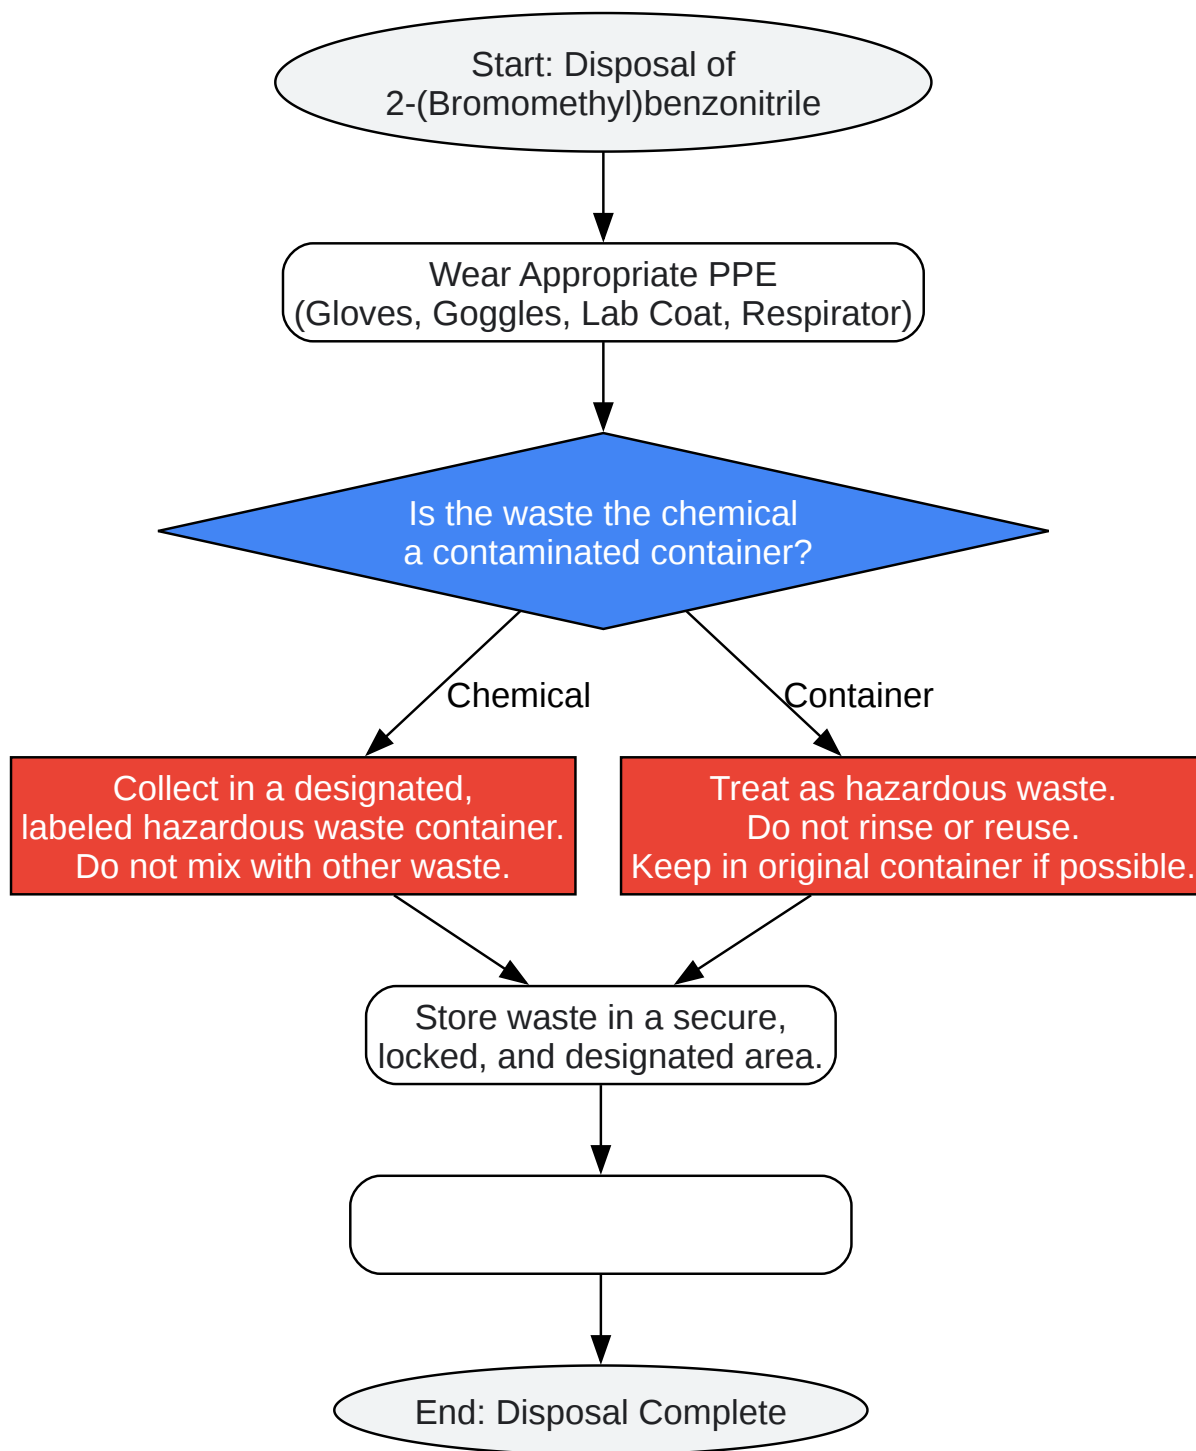 Start: Disposal of
2-(Bromomethyl)benzonitrile
Wear Appropriate PPE
(Gloves, Goggles, Lab Coat, Respirator)
Is the waste the chemical
a contaminated container?
Chemical
Container
Collect in a designated,
labeled hazardous waste container.
Do not mix with other waste.
Treat as hazardous waste.
Do not rinse or reuse.
Keep in original container if possible.
Store waste in a secure,
locked, and designated area.
End: Disposal Complete